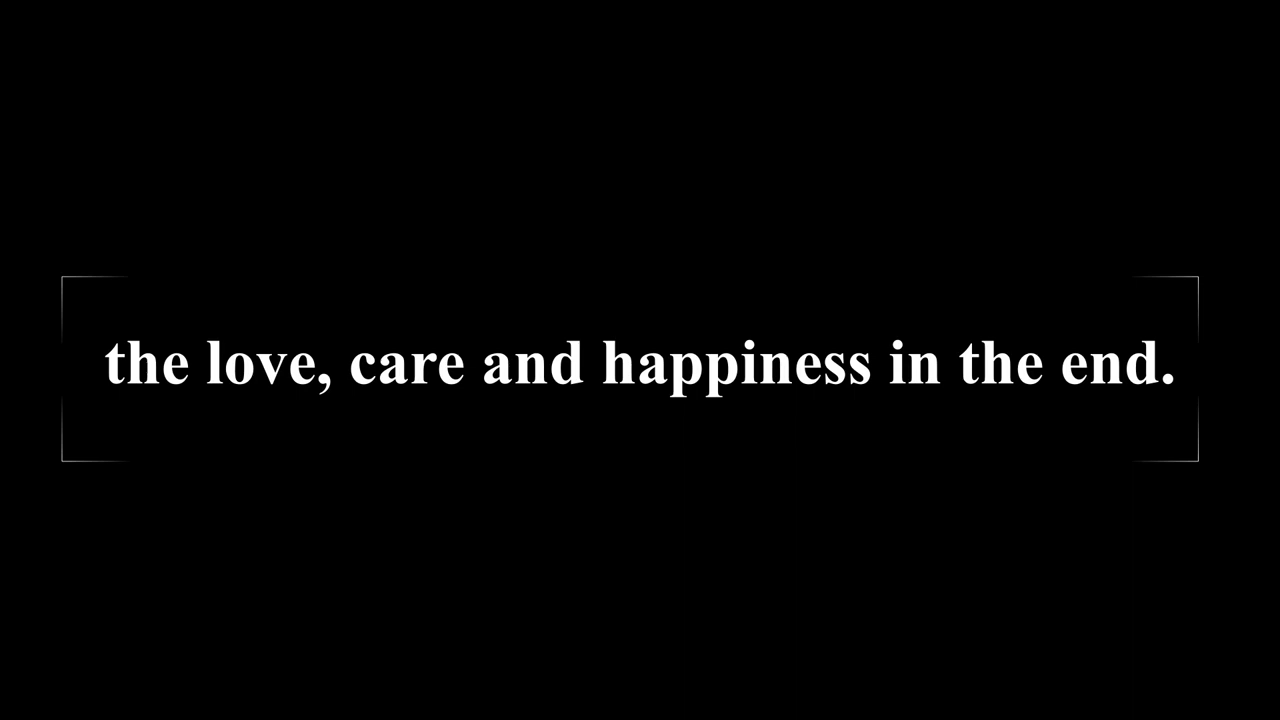 the love, care and happiness in the end.